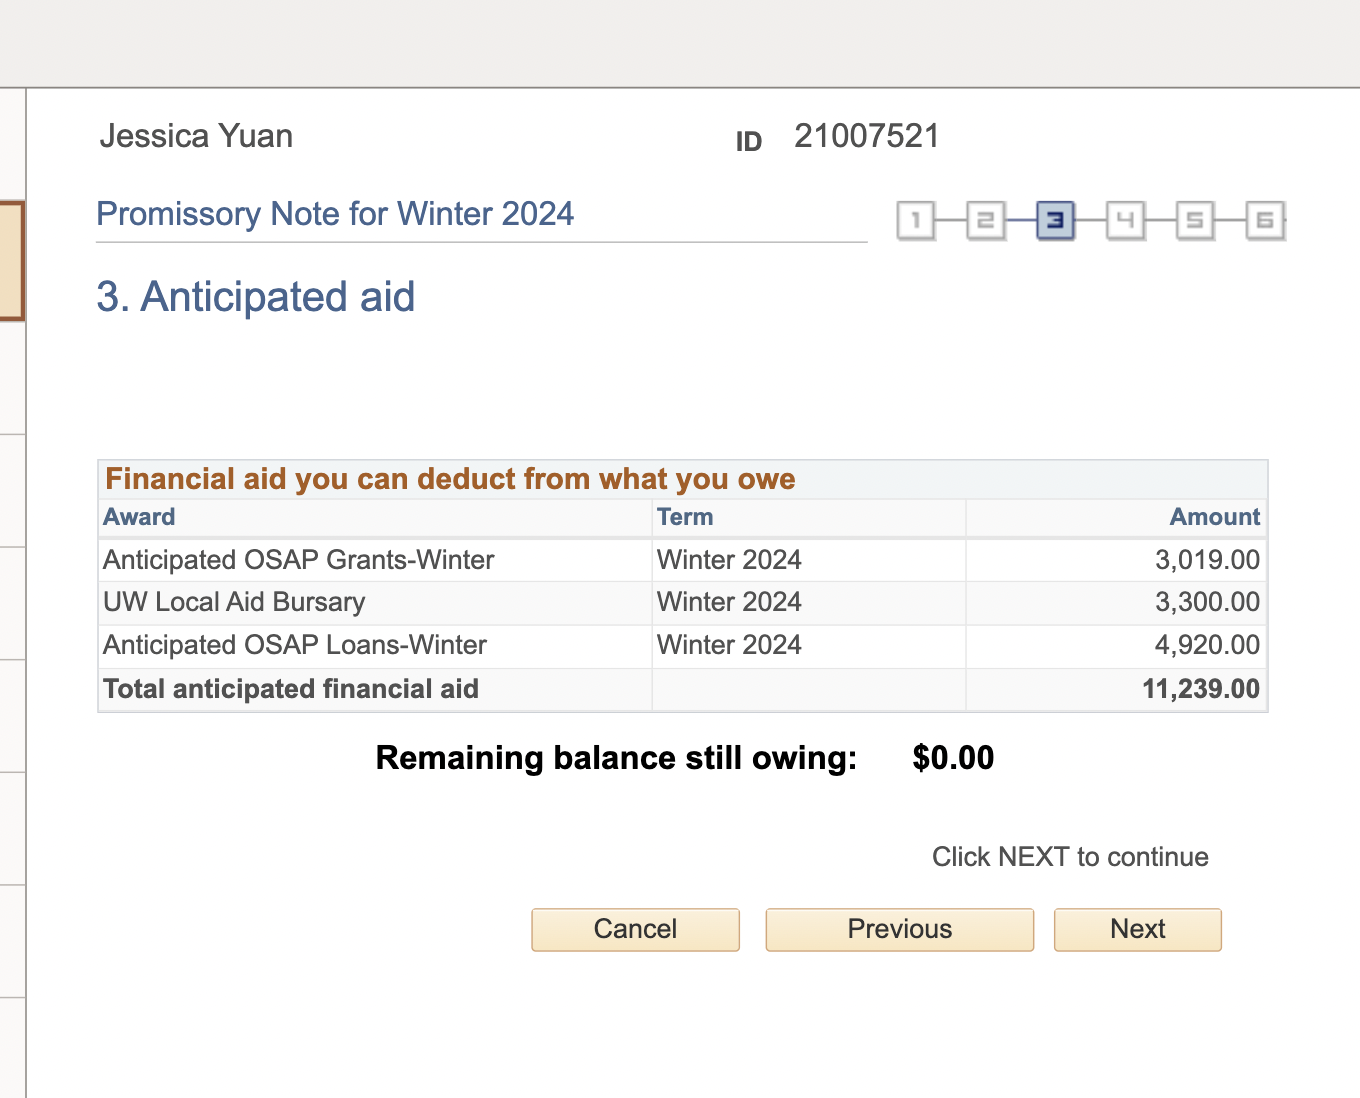 Jessica Yuan ID 21007521
Promissory Note for Winter 2024 1 2 3 4 5 6
3. Anticipated aid
Financial aid you can deduct from what you owe
Award Term Amount
Anticipated OSAP Grants-Winter Winter 2024 3,019.00
UW Local Aid Bursary Winter 2024 3,300.00
Anticipated OSAP Loans-Winter Winter 2024 4,920.00
Total anticipated financial aid 11,239.00
Remaining balance still owing: $0.00
Click NEXT to continue
Cancel Previous Next